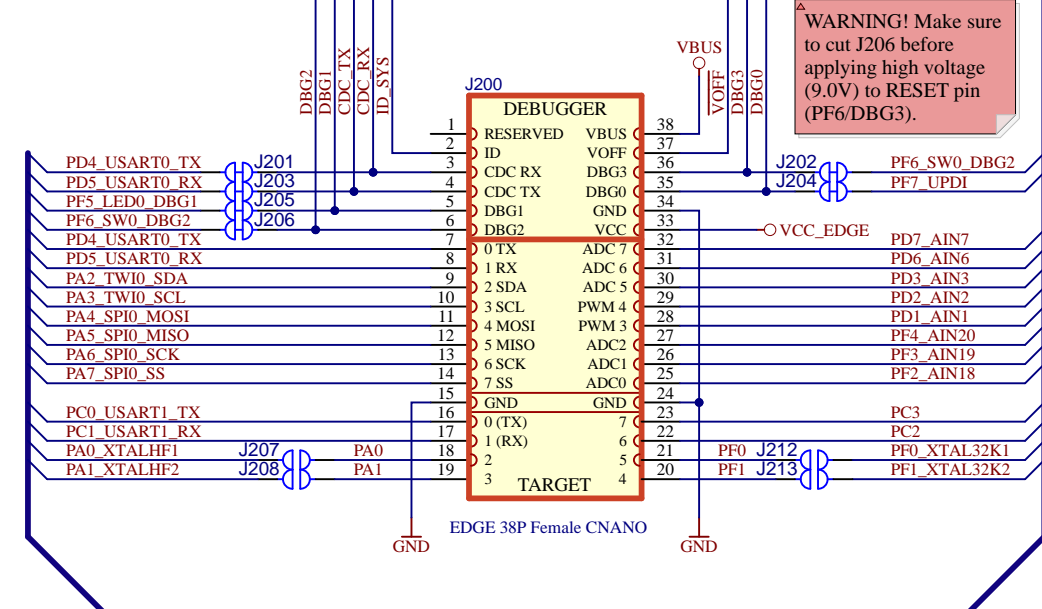 WARNING! Make sure
to cut J206 before
applying high voltage
(9.0V) to RESET pin
(PF6/DBG3).
DBG2
DBG1
CDC_TX
CDC_RX
ID_SYS
VBUS
VOFF
DBG3
DBG0
J200
DEBUGGER
1 RESERVED VBUS 38
2 ID VOFF 37
PD4_USART0_TX J201 3 CDC RX DBG3 36 J202 PF6_SW0_DBG2
PD5_USART0_RX J203 4 CDC TX DBG0 35 J204 PF7_UPDI
PF5_LED0_DBG1 J205 5 DBG1 GND 34
PF6_SW0_DBG2 J206 6 DBG2 VCC 33 VCC_EDGE
PD4_USART0_TX 7 0 TX ADC 7 32 PD7_AIN7
PD5_USART0_RX 8 1 RX ADC 6 31 PD6_AIN6
PA2_TWI0_SDA 9 2 SDA ADC 5 30 PD3_AIN3
PA3_TWI0_SCL 10 3 SCL PWM 4 29 PD2_AIN2
PA4_SPI0_MOSI 11 4 MOSI PWM 3 28 PD1_AIN1
PA5_SPI0_MISO 12 5 MISO ADC2 27 PF4_AIN20
PA6_SPI0_SCK 13 6 SCK ADC1 26 PF3_AIN19
PA7_SPI0_SS 14 7 SS ADC0 25 PF2_AIN18
15 GND GND 24
PC0_USART1_TX 16 0 (TX) 7 23 PC3
PC1_USART1_RX 17 1 (RX) 6 22 PC2
PA0_XTALHF1 J207 PA0 18 2 5 21 PF0 J212 PF0_XTAL32K1
PA1_XTALHF2 J208 PA1 19 3 4 20 PF1 J213 PF1_XTAL32K2
TARGET
EDGE 38P Female CNANO
GND GND